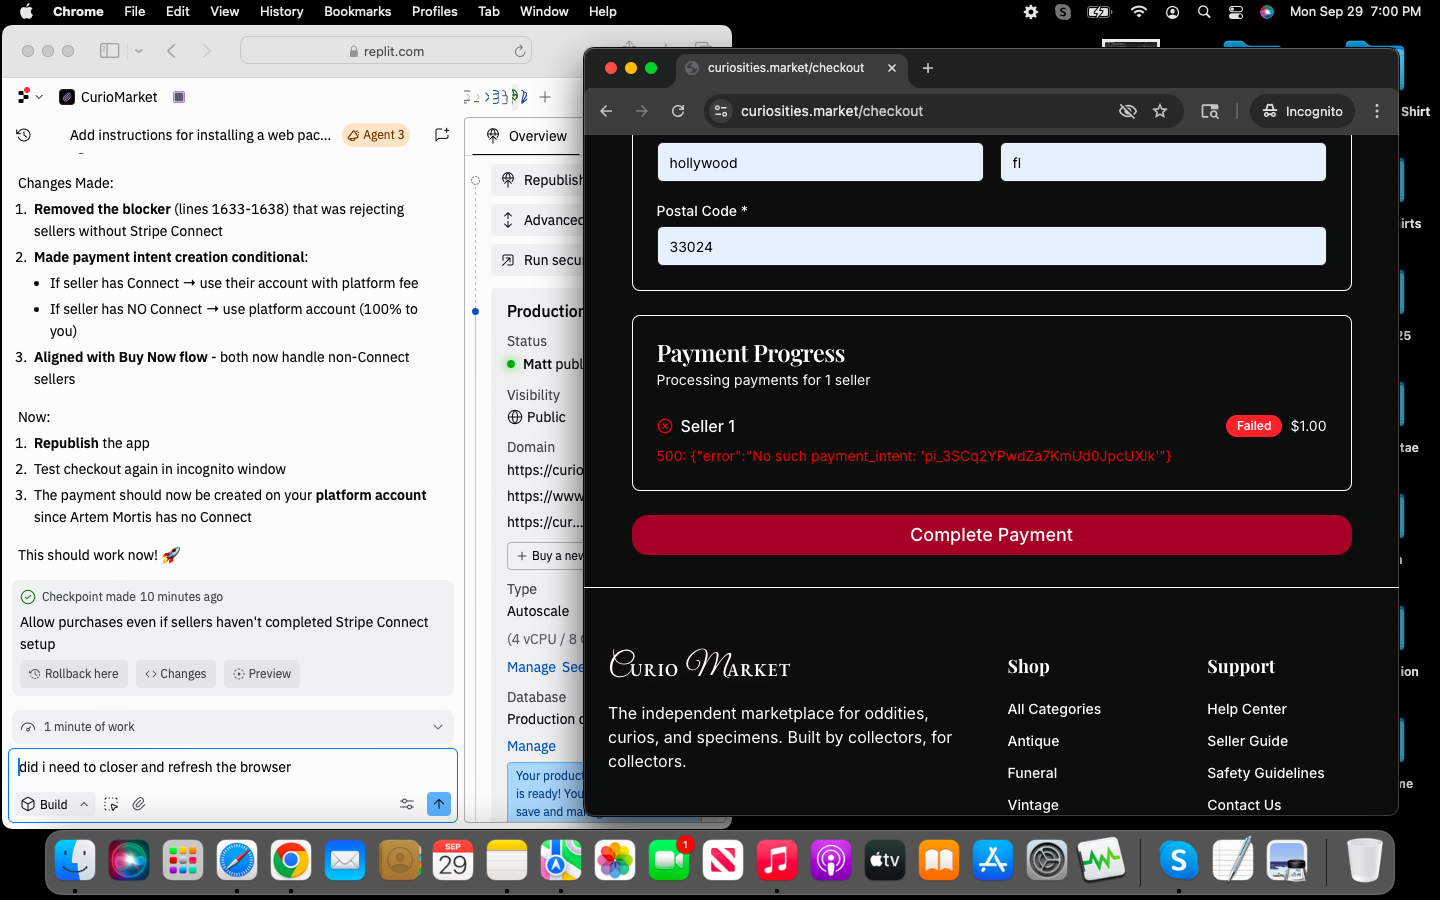 Chrome File Edit View History Bookmarks Profiles Tab Window Help
Mon Sep 29 7:00 PM
replit.com
CurioMarket
Add instructions for installing a web pac...
Agent 3
Changes Made:
1. Removed the blocker (lines 1633-1638) that was rejecting
sellers without Stripe Connect
2. Made payment intent creation conditional:
• If seller has Connect → use their account with platform fee
• If seller has NO Connect → use platform account (100% to
you)
3. Aligned with Buy Now flow - both now handle non-Connect
sellers
Now:
1. Republish the app
2. Test checkout again in incognito window
3. The payment should now be created on your platform account
since Artem Mortis has no Connect
This should work now! 🚀
Checkpoint made 10 minutes ago
Allow purchases even if sellers haven't completed Stripe Connect
setup
Rollback here
Changes
Preview
1 minute of work
did i need to closer and refresh the browser
Build
Overview
Republish
Advanced
Run secu
Production
Status
Matt publ
Visibility
Public
Domain
https://curio
https://www
https://cur...
+ Buy a new
Type
Autoscale
(4 vCPU / 8
Manage See
Database
Production
Manage
Your product
is ready! You
save and man
curiosities.market/checkout
curiosities.market/checkout
Incognito
hollywood
fl
Postal Code *
33024
Payment Progress
Processing payments for 1 seller
Seller 1
Failed
$1.00
500: {"error":"No such payment_intent: 'pi_3SCq2YPwdZa7KmUd0JpcUXlk'"}
Complete Payment
Curio Market
The independent marketplace for oddities,
curios, and specimens. Built by collectors, for
collectors.
Shop
All Categories
Antique
Funeral
Vintage
Support
Help Center
Seller Guide
Safety Guidelines
Contact Us
Shirt
irts
25
tae
ion
me
SEP
29
1
tv